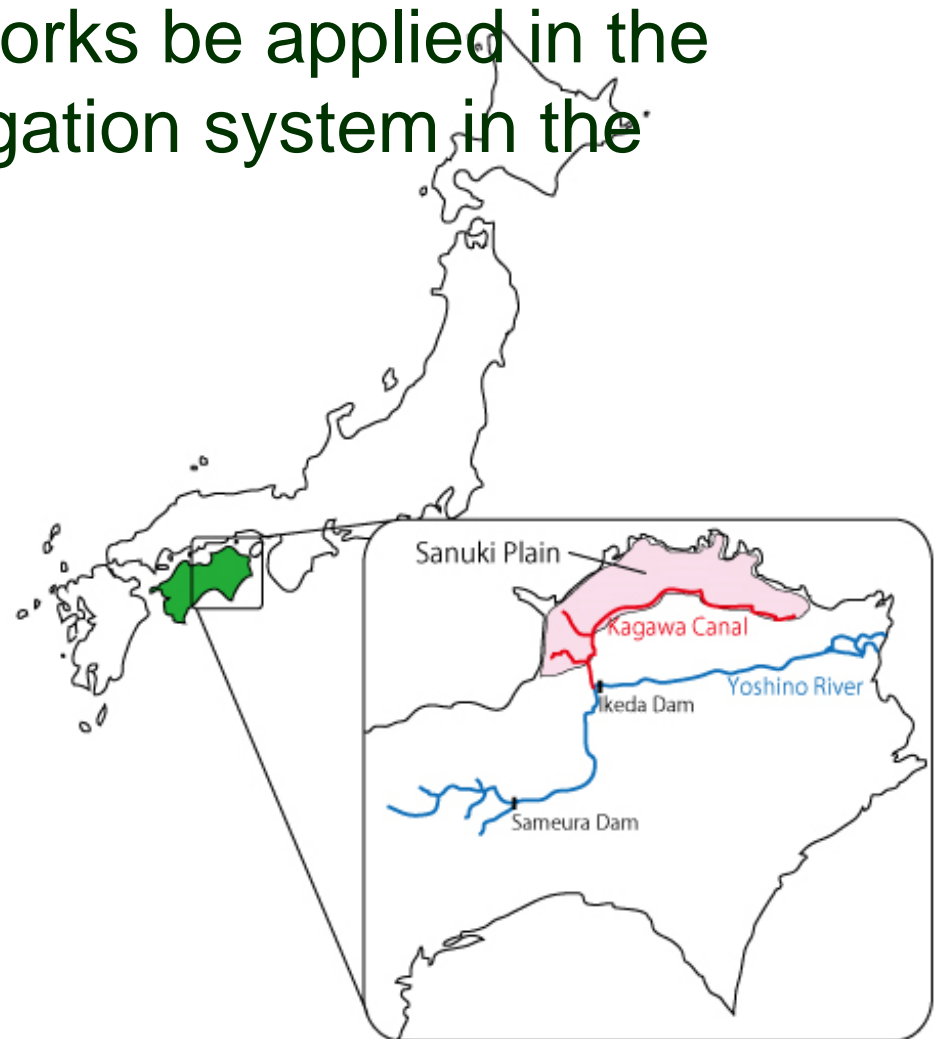 orks be applied in the
gation system in the
Sanuki Plain
Kagawa Canal
Yoshino River
Ikeda Dam
Sameura Dam